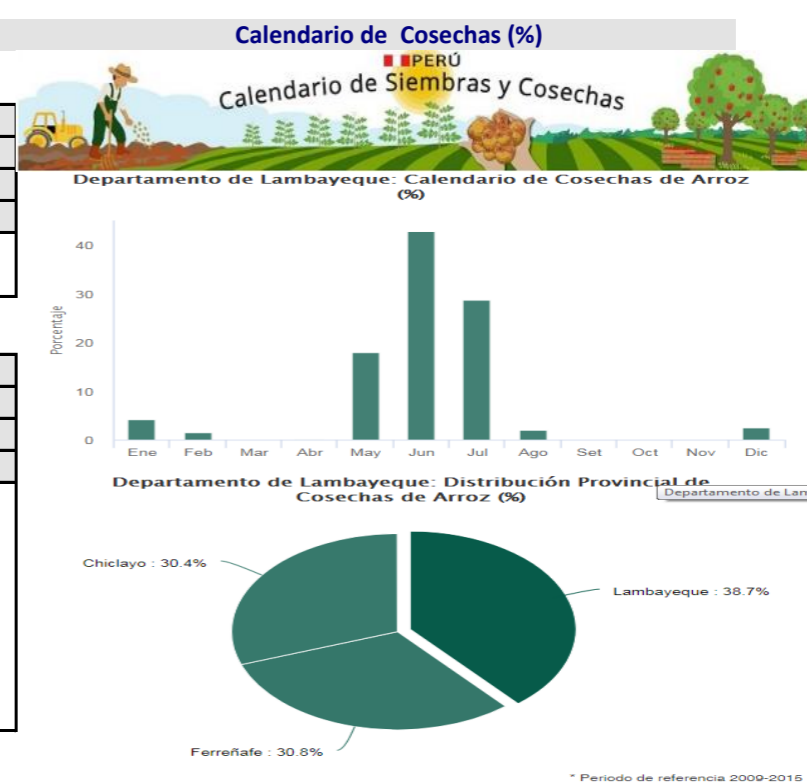 Calendario de  Cosechas (%)
PERÚ
Calendario de Siembras y Cosechas
Departamento de Lambayeque: Calendario de Cosechas de Arroz
(%)
Porcentaje
40
30
20
10
0
Ene Feb Mar Abr May Jun Jul Ago Set Oct Nov Dic
Departamento de Lambayeque: Distribución Provincial de
Cosechas de Arroz (%)
Departamento de Lam
Chiclayo : 30.4%
Lambayeque : 38.7%
Ferreñafe : 30.8%
* Periodo de referencia 2009-2015